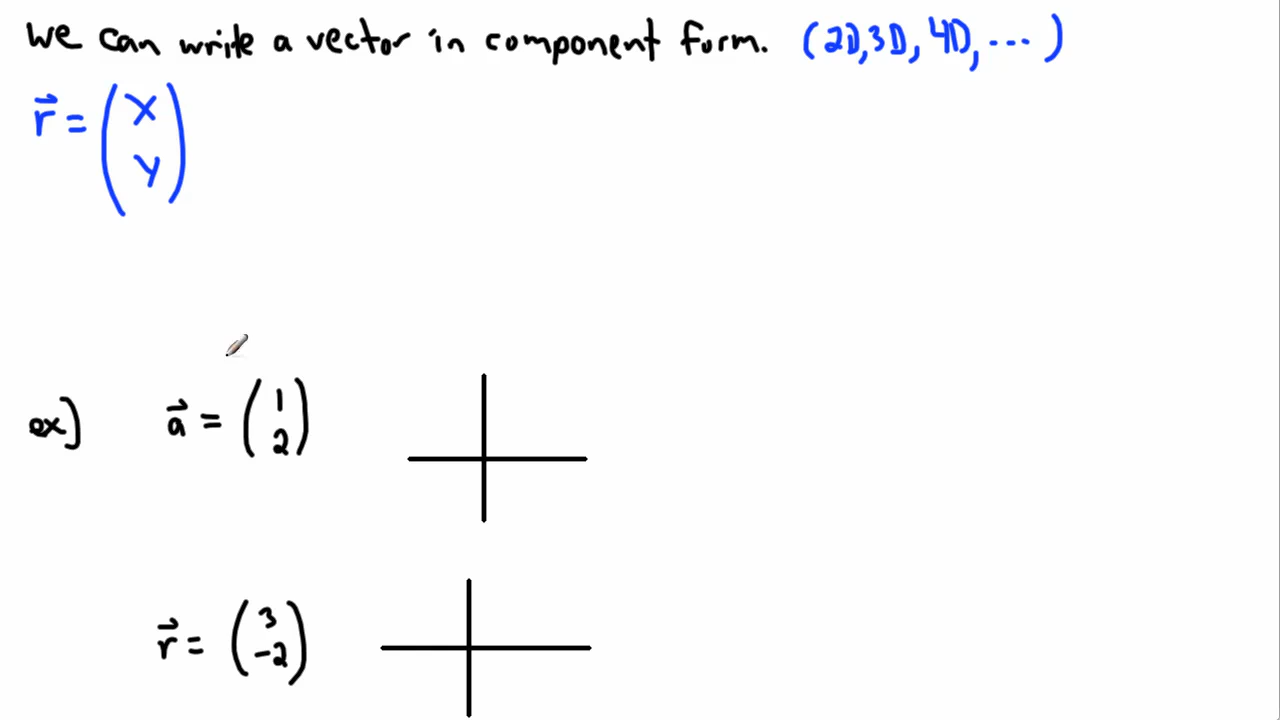 We can write a vector in component form. (2D,3D, 4D, ... )
r⃗ = (x
y)
ex] a⃗ = (1
2)
r⃗ = (3
-2)